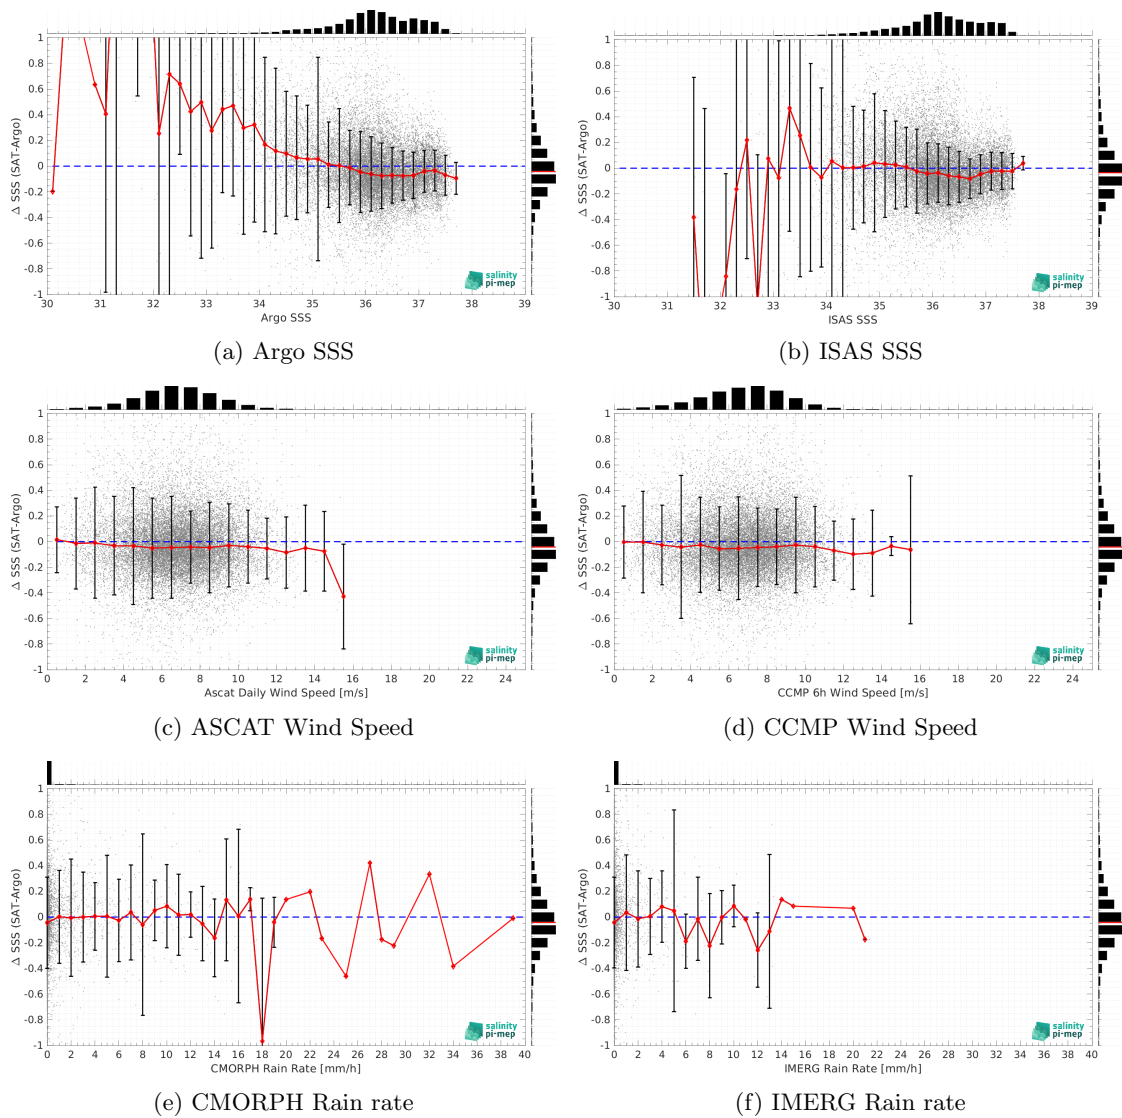 1
0.8
0.6
0.4
0.2
0
-0.2
-0.4
-0.6
-0.8
-1
Δ SSS (SAT-Argo)
30 31 32 33 34 35 36 37 38 39
Argo SSS
salinity
pi-mep
(a) Argo SSS
1
0.8
0.6
0.4
0.2
0
-0.2
-0.4
-0.6
-0.8
-1
Δ SSS (SAT-Argo)
30 31 32 33 34 35 36 37 38 39
ISAS SSS
salinity
pi-mep
(b) ISAS SSS
1
0.8
0.6
0.4
0.2
0
-0.2
-0.4
-0.6
-0.8
-1
Δ SSS (SAT-Argo)
0 2 4 6 8 10 12 14 16 18 20 22 24
Ascat Daily Wind Speed [m/s]
salinity
pi-mep
(c) ASCAT Wind Speed
1
0.8
0.6
0.4
0.2
0
-0.2
-0.4
-0.6
-0.8
-1
Δ SSS (SAT-Argo)
0 2 4 6 8 10 12 14 16 18 20 22 24
CCMP 6h Wind Speed [m/s]
salinity
pi-mep
(d) CCMP Wind Speed
1
0.8
0.6
0.4
0.2
0
-0.2
-0.4
-0.6
-0.8
-1
Δ SSS (SAT-Argo)
0 2 4 6 8 10 12 14 16 18 20 22 24 26 28 30 32 34 36 38 40
CMORPH Rain Rate [mm/h]
salinity
pi-mep
(e) CMORPH Rain rate
1
0.8
0.6
0.4
0.2
0
-0.2
-0.4
-0.6
-0.8
-1
Δ SSS (SAT-Argo)
0 2 4 6 8 10 12 14 16 18 20 22 24 26 28 30 32 34 36 38 40
IMERG Rain Rate [mm/h]
salinity
pi-mep
(f) IMERG Rain rate